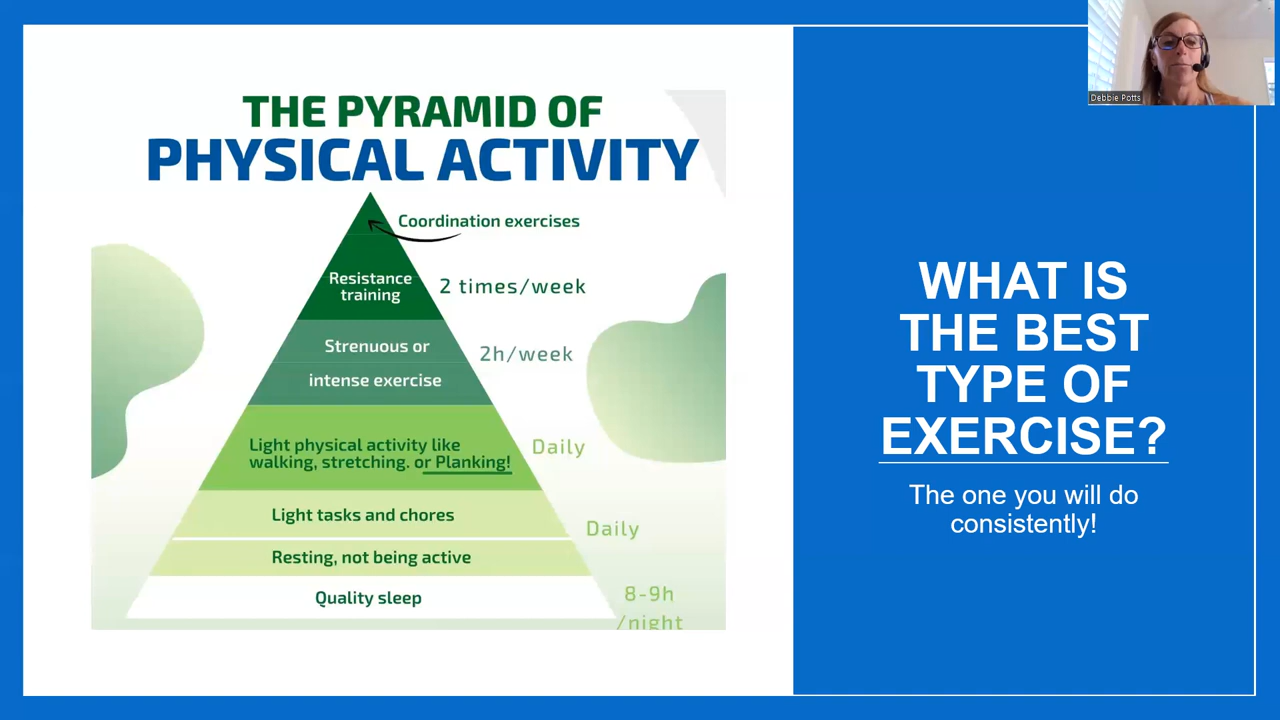 THE PYRAMID OF
PHYSICAL ACTIVITY
Coordination exercises
Resistance
training
2 times/week
Strenuous or
intense exercise
2h/week
Light physical activity like
walking, stretching. or Planking!
Daily
Light tasks and chores
Daily
Resting, not being active
Quality sleep
8-9h
/night
WHAT IS
THE BEST
TYPE OF
EXERCISE?
The one you will do
consistently!
Debbie Potts